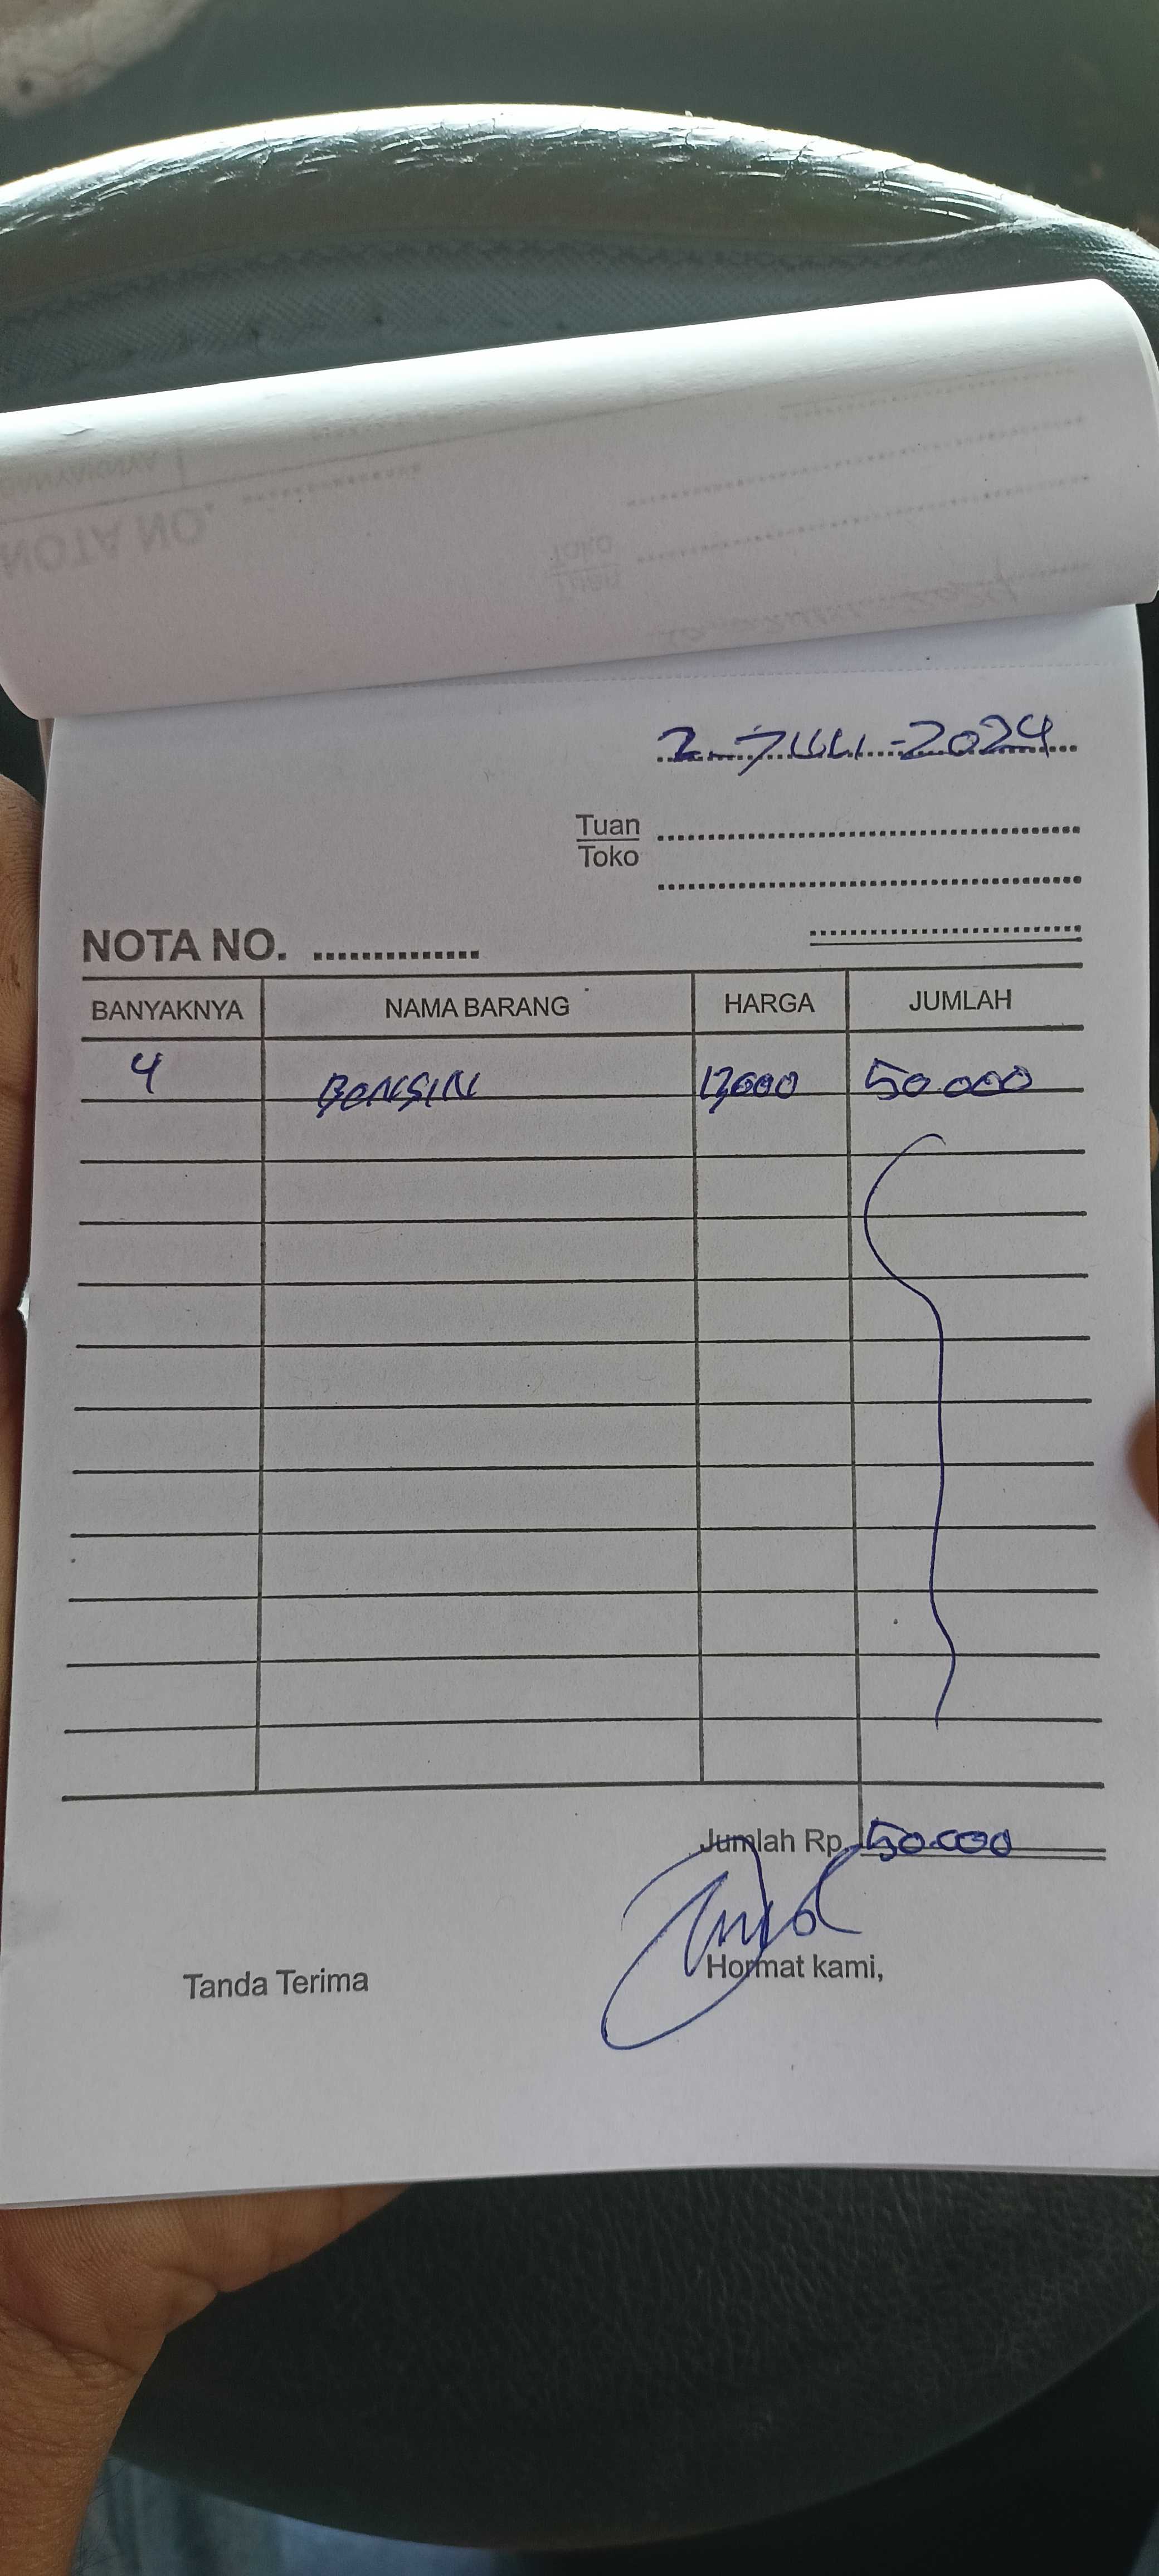 2-JULI-2024
Tuan
Toko
NOTA NO. ..............
BANYAKNYA NAMA BARANG HARGA JUMLAH
4 BENSIN 50.000
Jumlah Rp. 50.000
Tanda Terima Hormat kami,